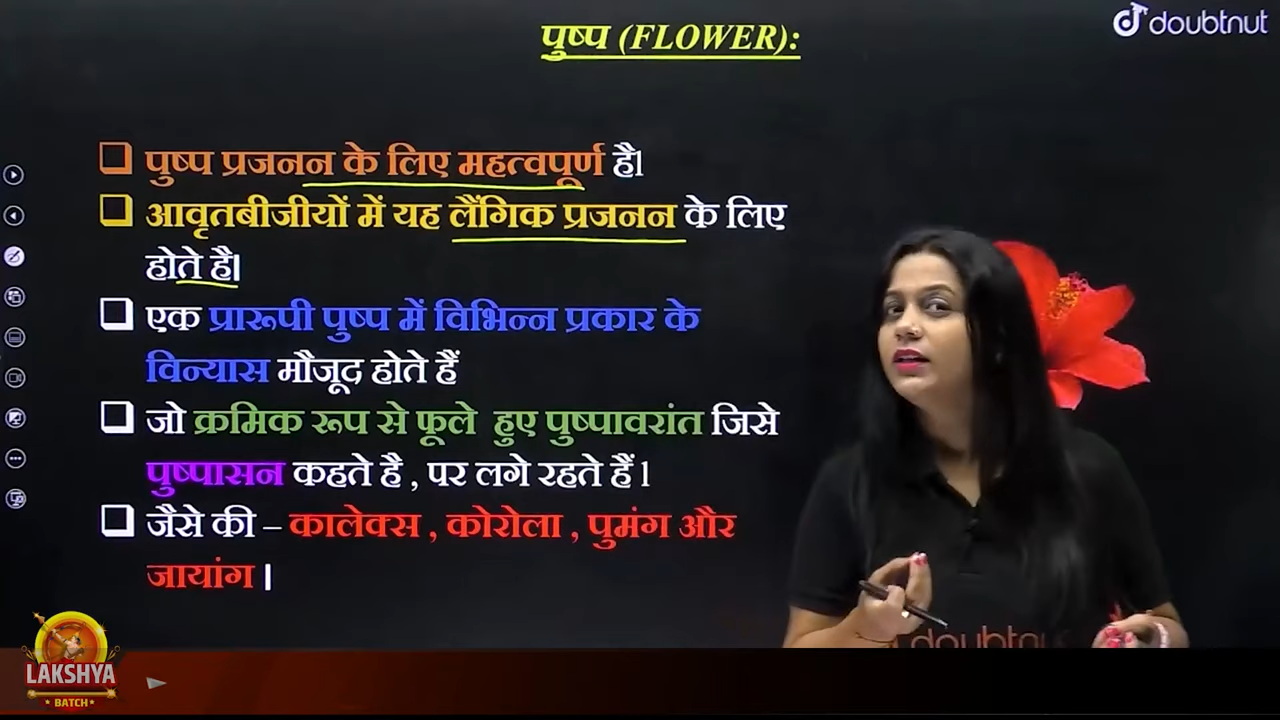 पुष्प (FLOWER):
doubtnut
पुष्प प्रजनन के लिए महत्वपूर्ण है।
आवृतबीजीयों में यह लैंगिक प्रजनन के लिए
होते है।
एक प्रारूपी पुष्प में विभिन्न प्रकार के
विन्यास मौजूद होते हैं
जो क्रमिक रूप से फूले हुए पुष्पावरांत जिसे
पुष्पासन कहते है , पर लगे रहते हैं l
जैसे की – कालेक्स , कोरोला , पुमंग और
जायांग |
doubtnut
LAKSHYA
BATCH